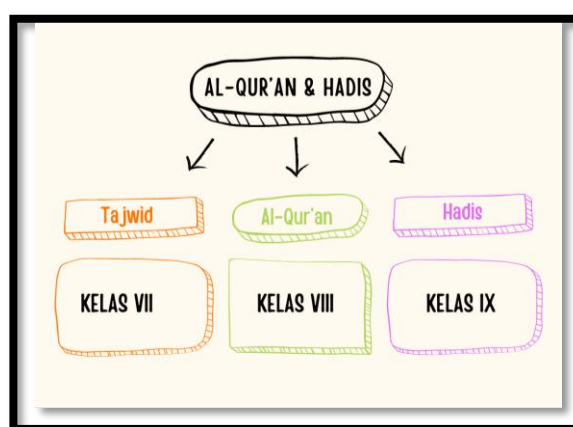 AL-QUR'AN & HADIS
Tajwid
Al-Qur'an
Hadis
KELAS VII
KELAS VIII
KELAS IX